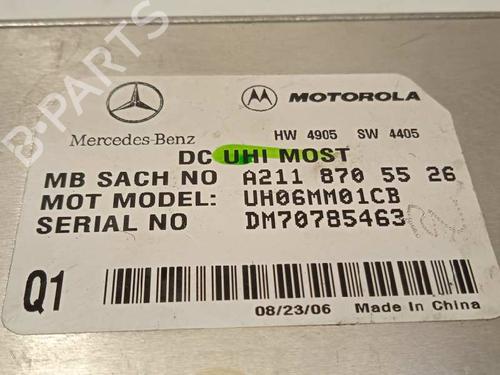 B-PARTS
MOTOROLA
Mercedes-Benz
HW 4905 SW 4405
DC UHI MOST
MB SACH NO A211 870 55 26
MOT MODEL: UH06MM01CB
SERIAL NO DM70785463
Q1
08/23/06 Made In China